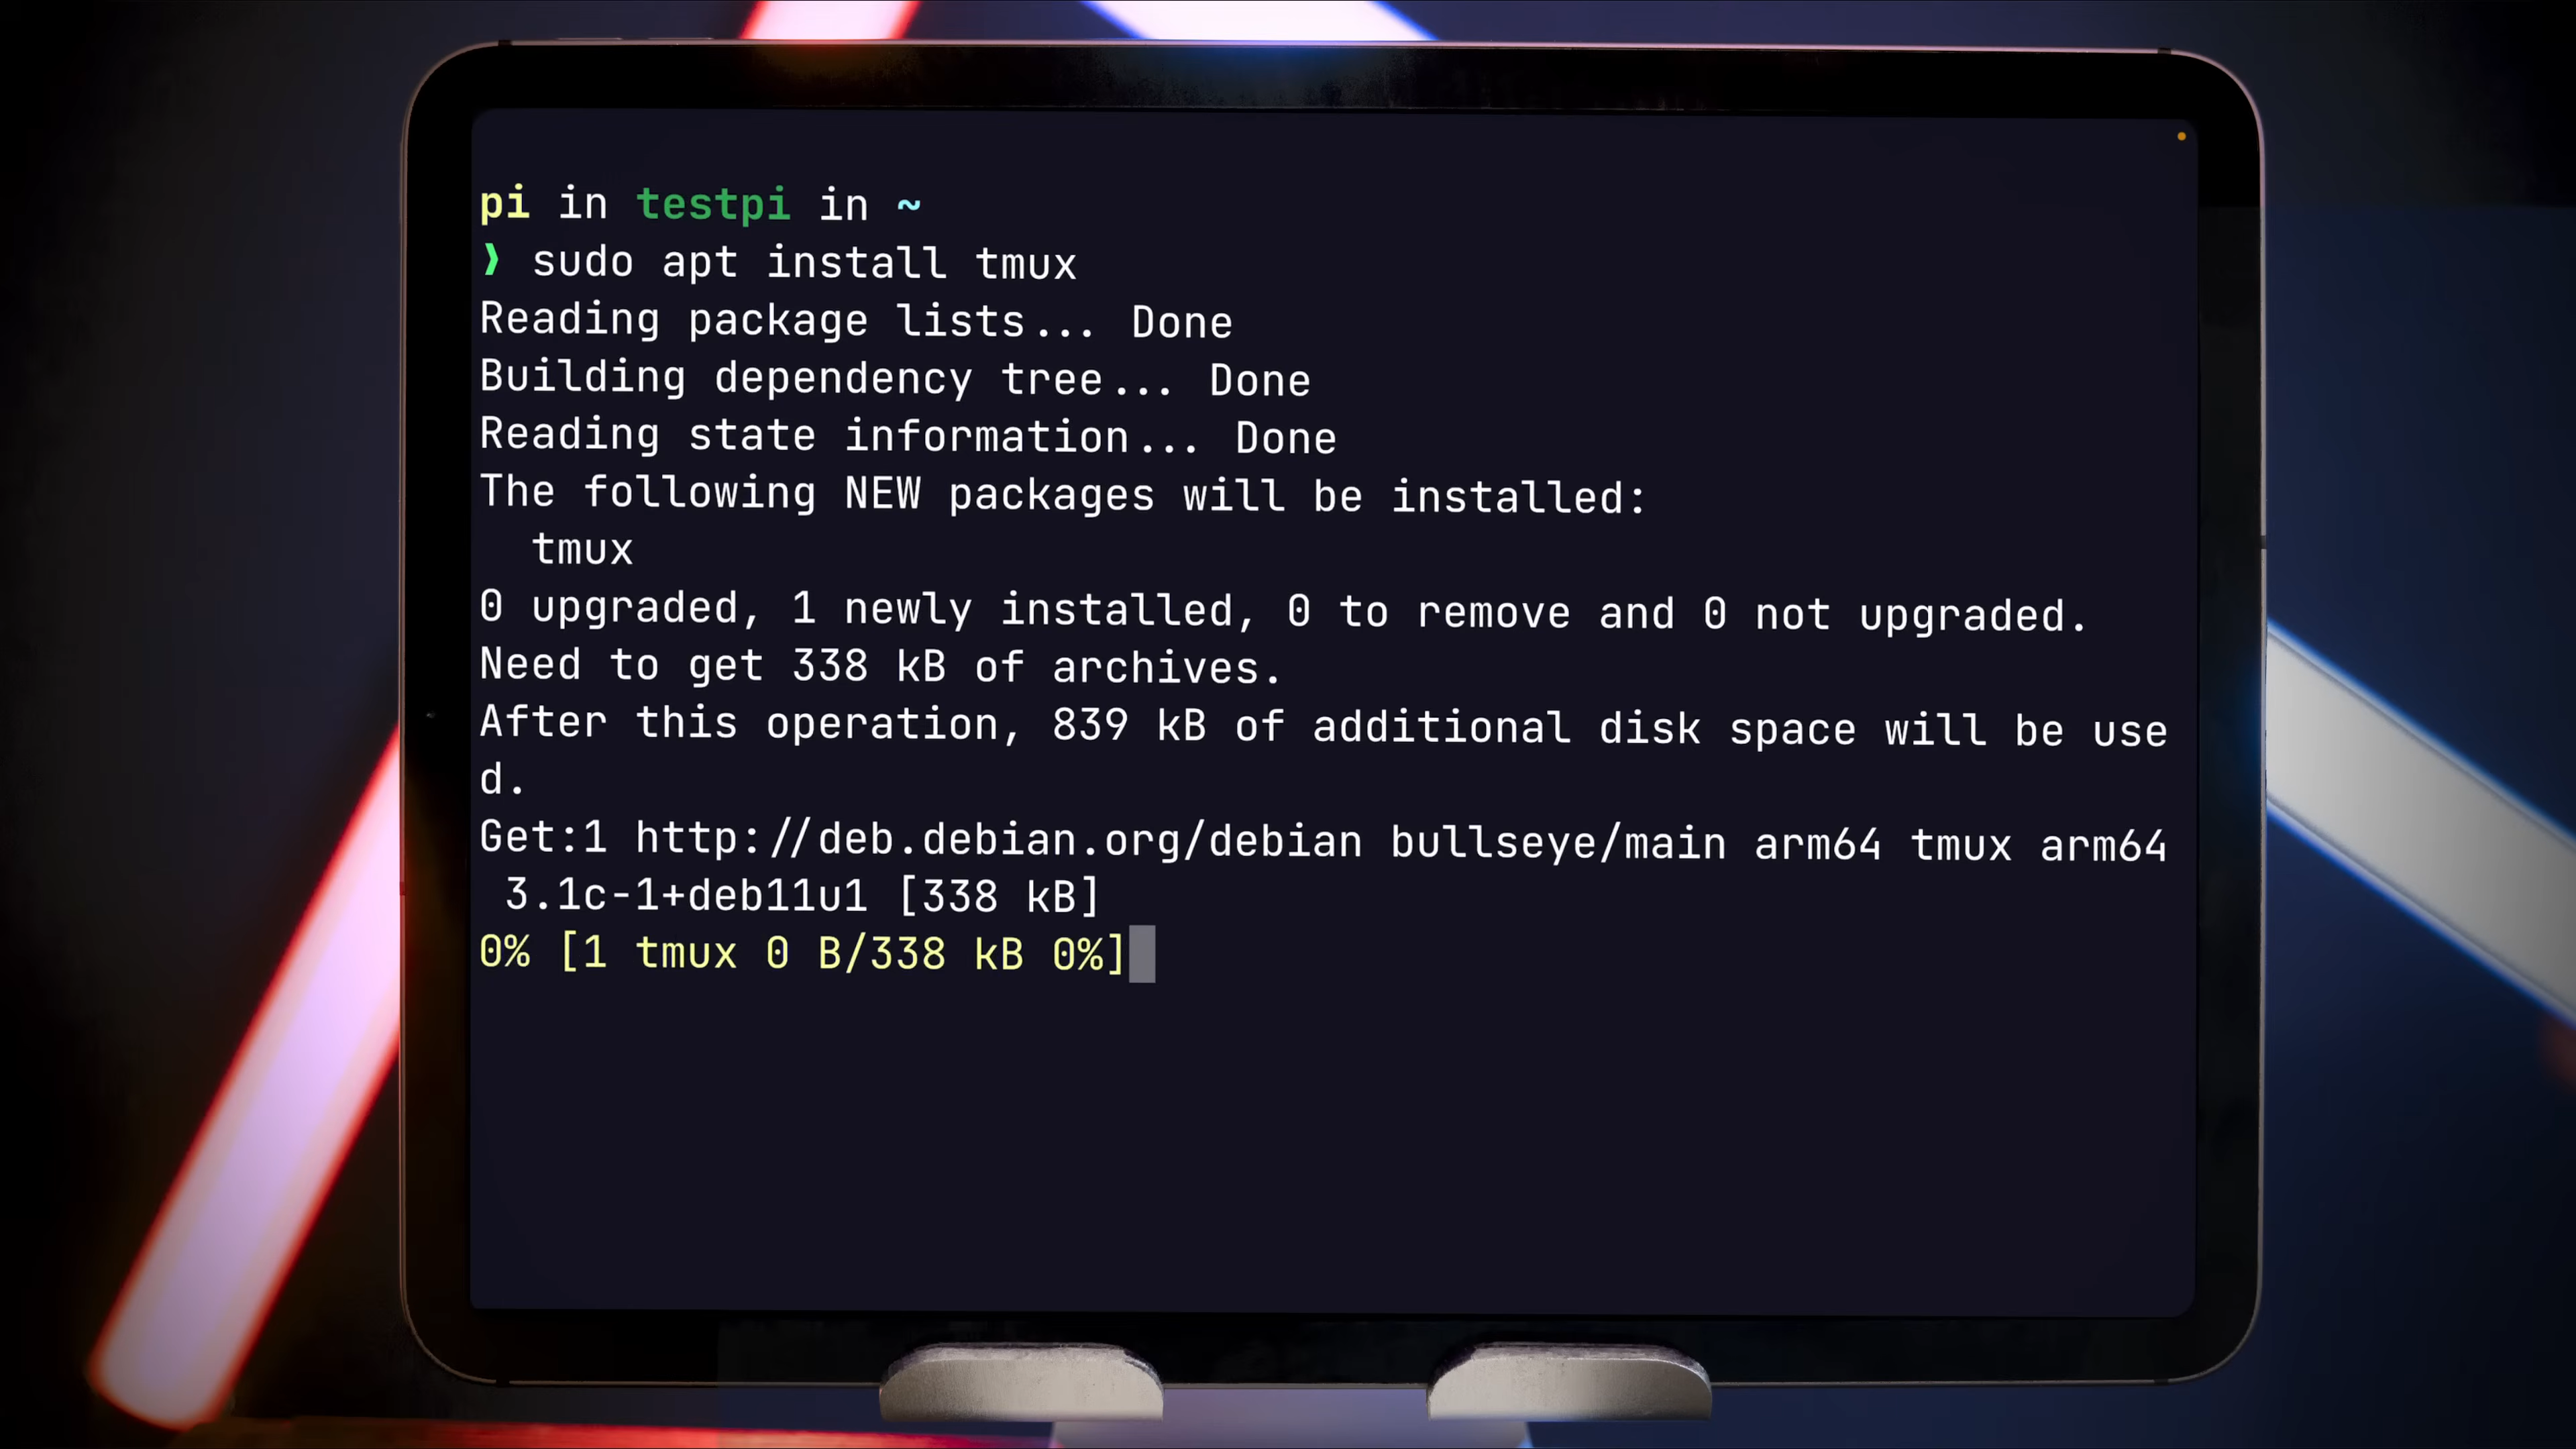 pi in testpi in ~
❯ sudo apt install tmux
Reading package lists... Done
Building dependency tree... Done
Reading state information... Done
The following NEW packages will be installed:
  tmux
0 upgraded, 1 newly installed, 0 to remove and 0 not upgraded.
Need to get 338 kB of archives.
After this operation, 839 kB of additional disk space will be use
d.
Get:1 http://deb.debian.org/debian bullseye/main arm64 tmux arm64
 3.1c-1+deb11u1 [338 kB]
0% [1 tmux 0 B/338 kB 0%]